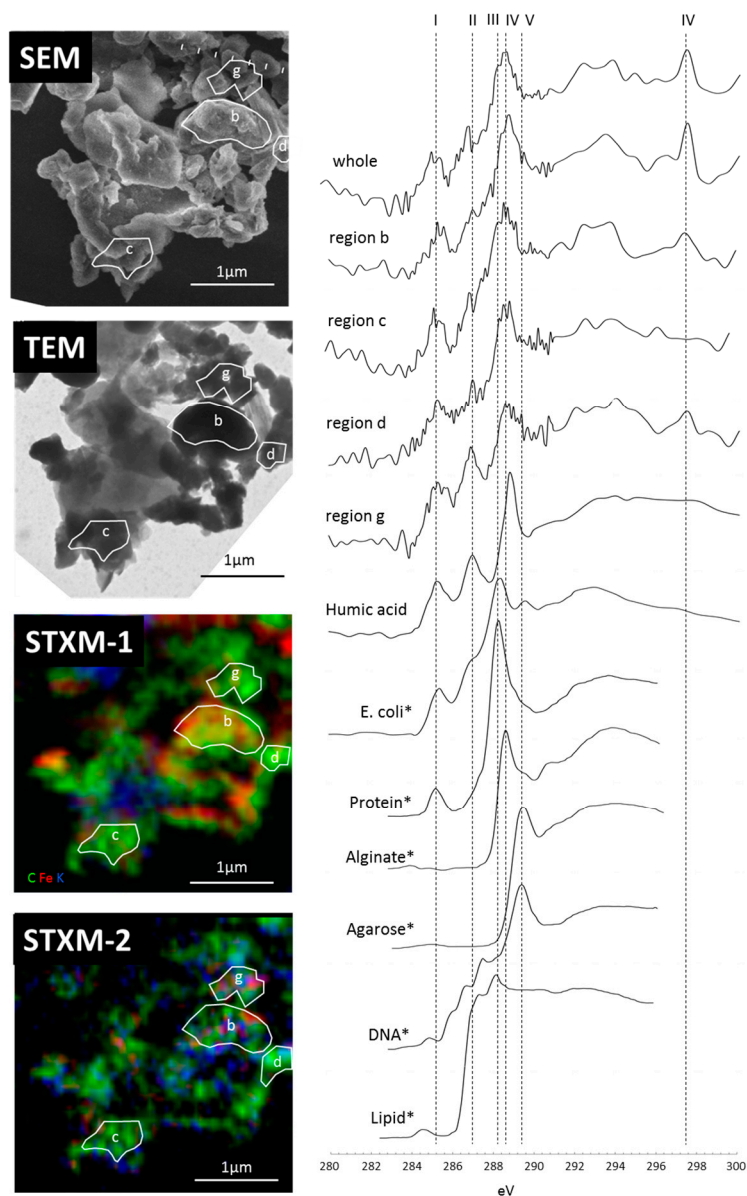 SEM
g
b
d
c
1µm
TEM
g
b
d
c
1µm
STXM-1
g
b
d
c
C Fe K
1µm
STXM-2
g
b
d
c
1µm
I II III IV V IV
whole
region b
region c
region d
region g
Humic acid
E. coli*
Protein*
Alginate*
Agarose*
DNA*
Lipid*
280 282 284 286 288 290 292 294 296 298 300
eV